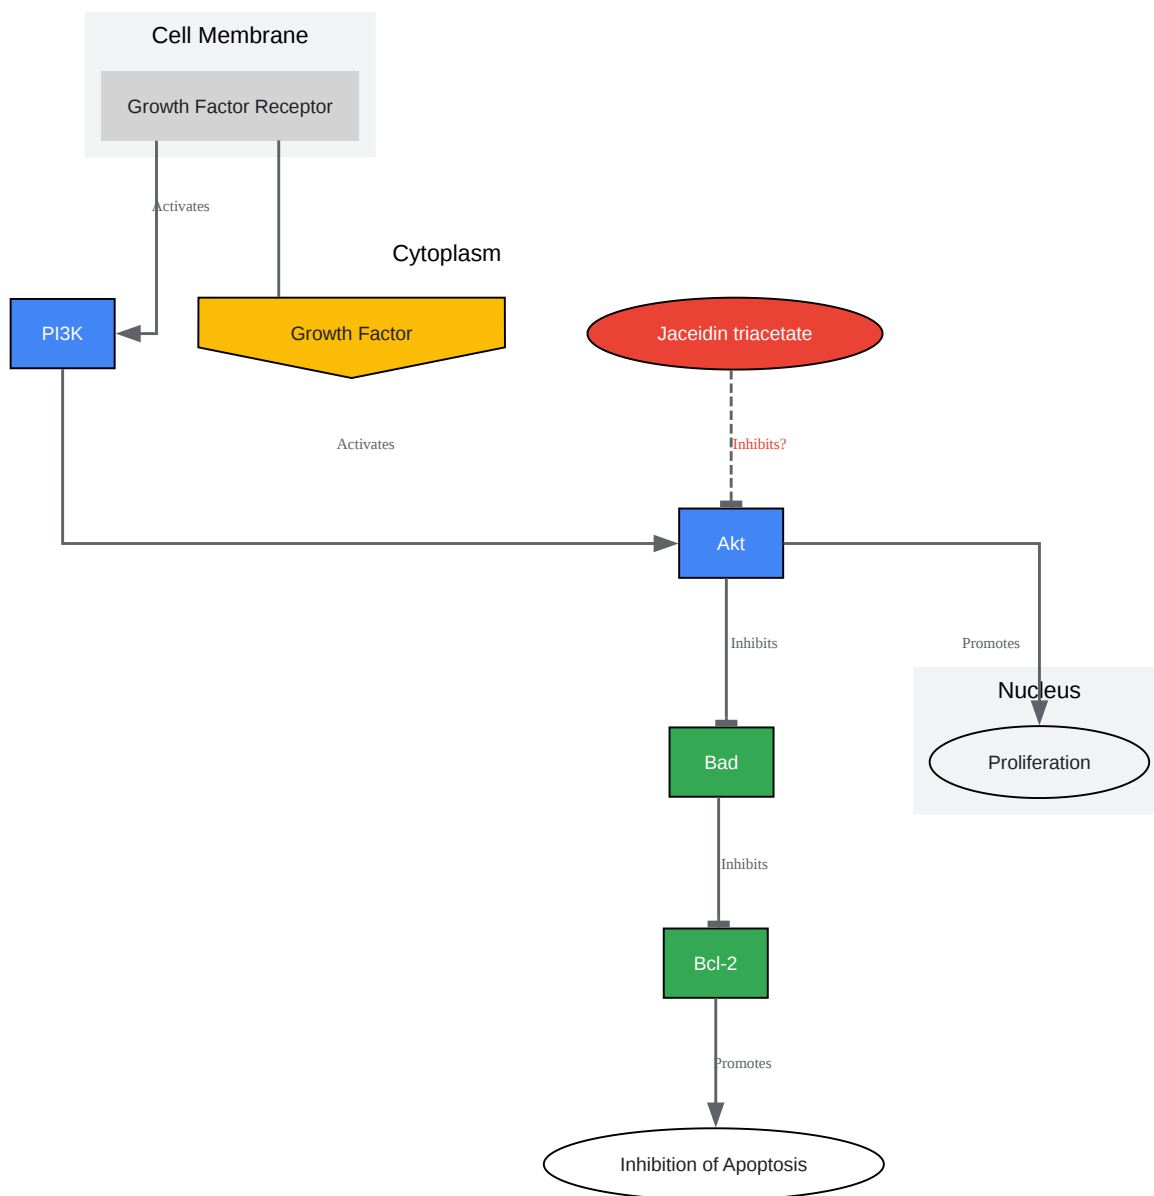 Cell Membrane
Growth Factor Receptor
Activates
Cytoplasm
PI3K
Growth Factor
Jaceidin triacetate
Activates
Inhibits?
Akt
Inhibits
Promotes
Nucleus
Bad
Proliferation
Inhibits
Bcl-2
Promotes
Inhibition of Apoptosis